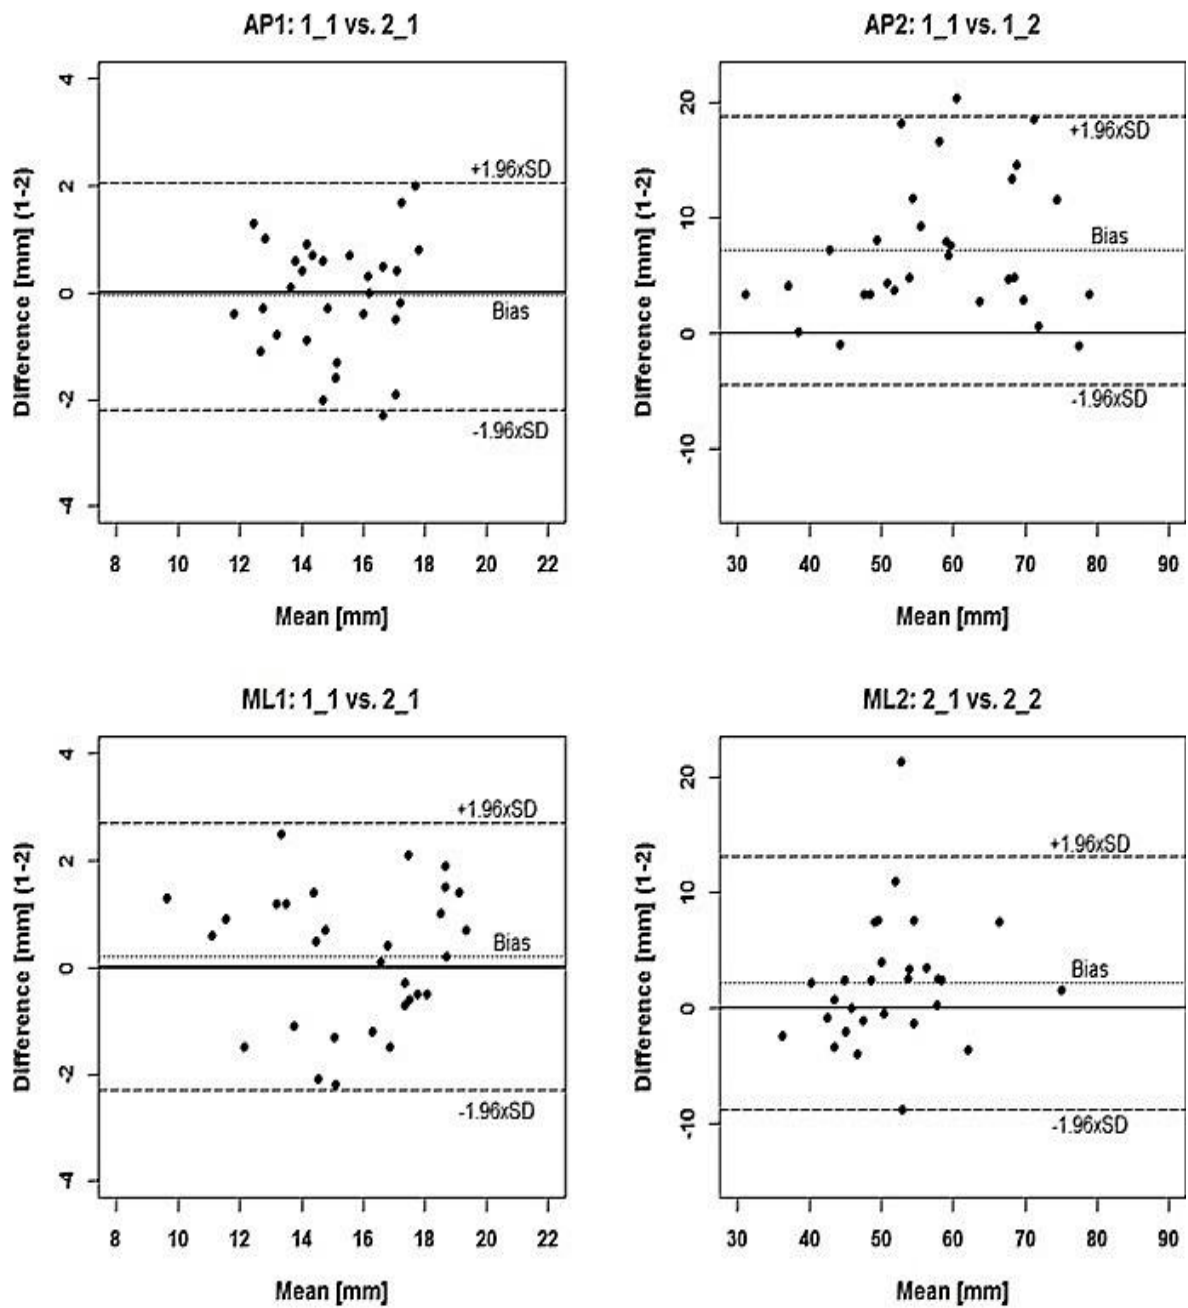 AP1: 1_1 vs. 2_1
Difference [mm] (1-2)
4
2
0
-2
-4
+1.96xSD
Bias
-1.96xSD
8 10 12 14 16 18 20 22
Mean [mm]
AP2: 1_1 vs. 1_2
Difference [mm] (1-2)
20
10
0
-10
+1.96xSD
Bias
-1.96xSD
30 40 50 60 70 80 90
Mean [mm]
ML1: 1_1 vs. 2_1
Difference [mm] (1-2)
4
2
0
-2
-4
+1.96xSD
Bias
-1.96xSD
8 10 12 14 16 18 20 22
Mean [mm]
ML2: 2_1 vs. 2_2
Difference [mm] (1-2)
20
10
0
-10
+1.96xSD
Bias
-1.96xSD
30 40 50 60 70 80 90
Mean [mm]